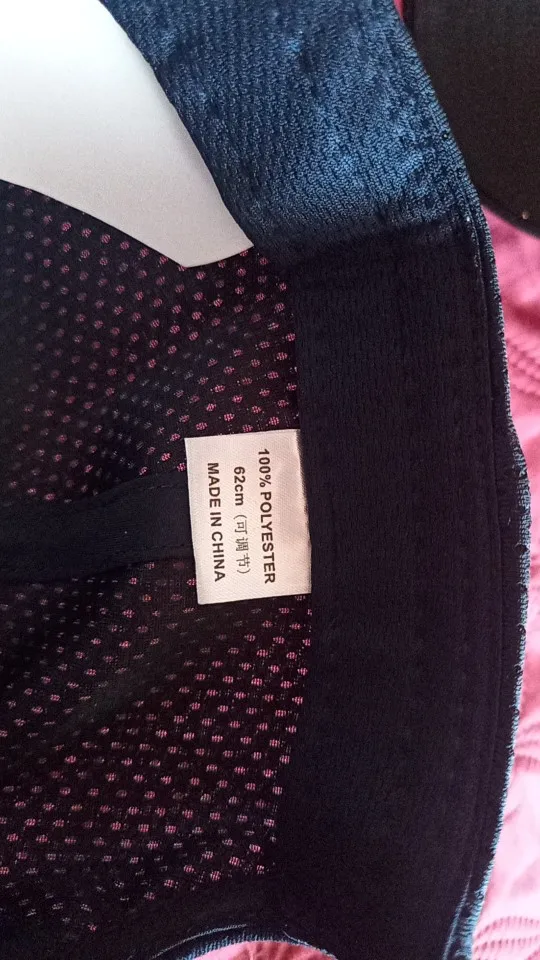 100% POLYESTER
62cm (可调节)
MADE IN CHINA